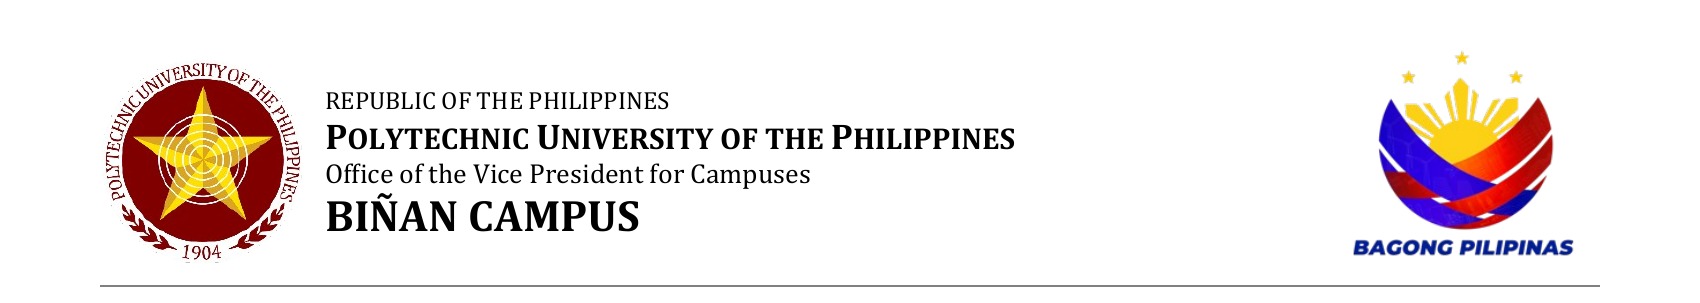 POLYTECHNIC UNIVERSITY OF THE PHILIPPINES
1904
REPUBLIC OF THE PHILIPPINES
POLYTECHNIC UNIVERSITY OF THE PHILIPPINES
Office of the Vice President for Campuses
BIÑAN CAMPUS
BAGONG PILIPINAS